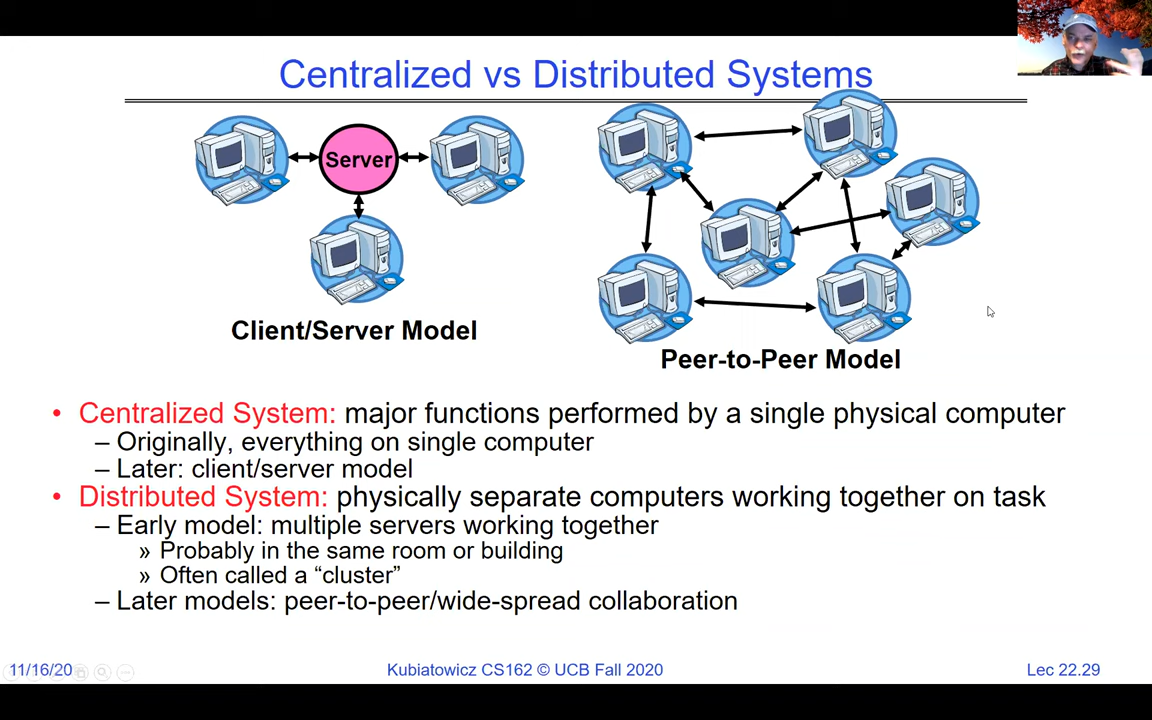 Centralized vs Distributed Systems
Server
Client/Server Model
Peer-to-Peer Model
• Centralized System: major functions performed by a single physical computer
– Originally, everything on single computer
– Later: client/server model
• Distributed System: physically separate computers working together on task
– Early model: multiple servers working together
» Probably in the same room or building
» Often called a “cluster”
– Later models: peer-to-peer/wide-spread collaboration
11/16/20
Kubiatowicz CS162 © UCB Fall 2020
Lec 22.29